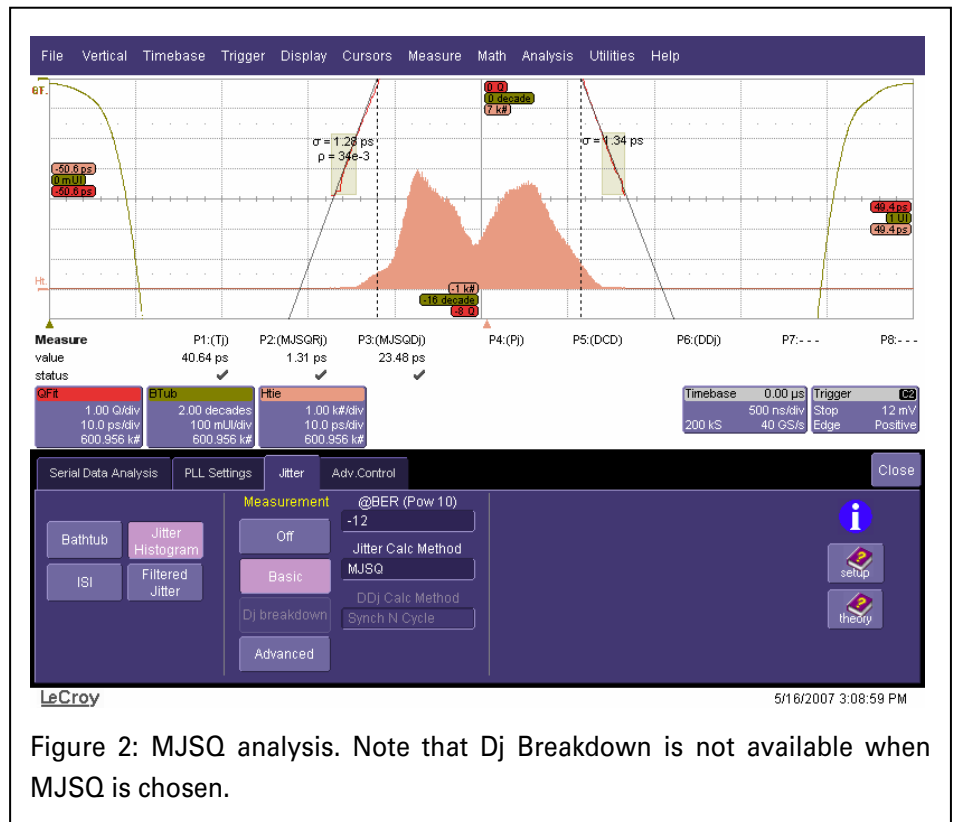 File Vertical Timebase Trigger Display Cursors Measure Math Analysis Utilities Help
0 Q
0 decade
7 k#
σ = 1.28 ps
ρ = 34e-3
σ = 1.34 ps
-50.6 ps
0 mUI
-50.6 ps
49.4 ps
1 UI
49.4 ps
Ht.
-1 k#
-16 decade
-8 Q
Measure P1:(Tj) P2:(MJSQRj) P3:(MJSQDj) P4:(Pj) P5:(DCD) P6:(DDj) P7:- - - P8:- - -
value 40.64 ps 1.31 ps 23.48 ps
status ✓ ✓ ✓
QFit BTub Htie Timebase 0.00 µs Trigger C2
1.00 Q/div 2.00 decades 1.00 k#/div 500 ns/div Stop 12 mV
10.0 ps/div 100 mUI/div 10.0 ps/div 200 kS 40 GS/s Edge Positive
600.956 k# 600.956 k# 600.956 k#
Serial Data Analysis PLL Settings Jitter Adv.Control Close
Measurement @BER (Pow 10)
-12
Bathtub Jitter Histogram Off
Jitter Calc Method
MJSQ
ISI Filtered Jitter Basic
setup
DDj Calc Method
Dj breakdown Synch N Cycle
theory
Advanced
LeCroy 5/16/2007 3:08:59 PM
Figure 2: MJSQ analysis. Note that Dj Breakdown is not available when
MJSQ is chosen.